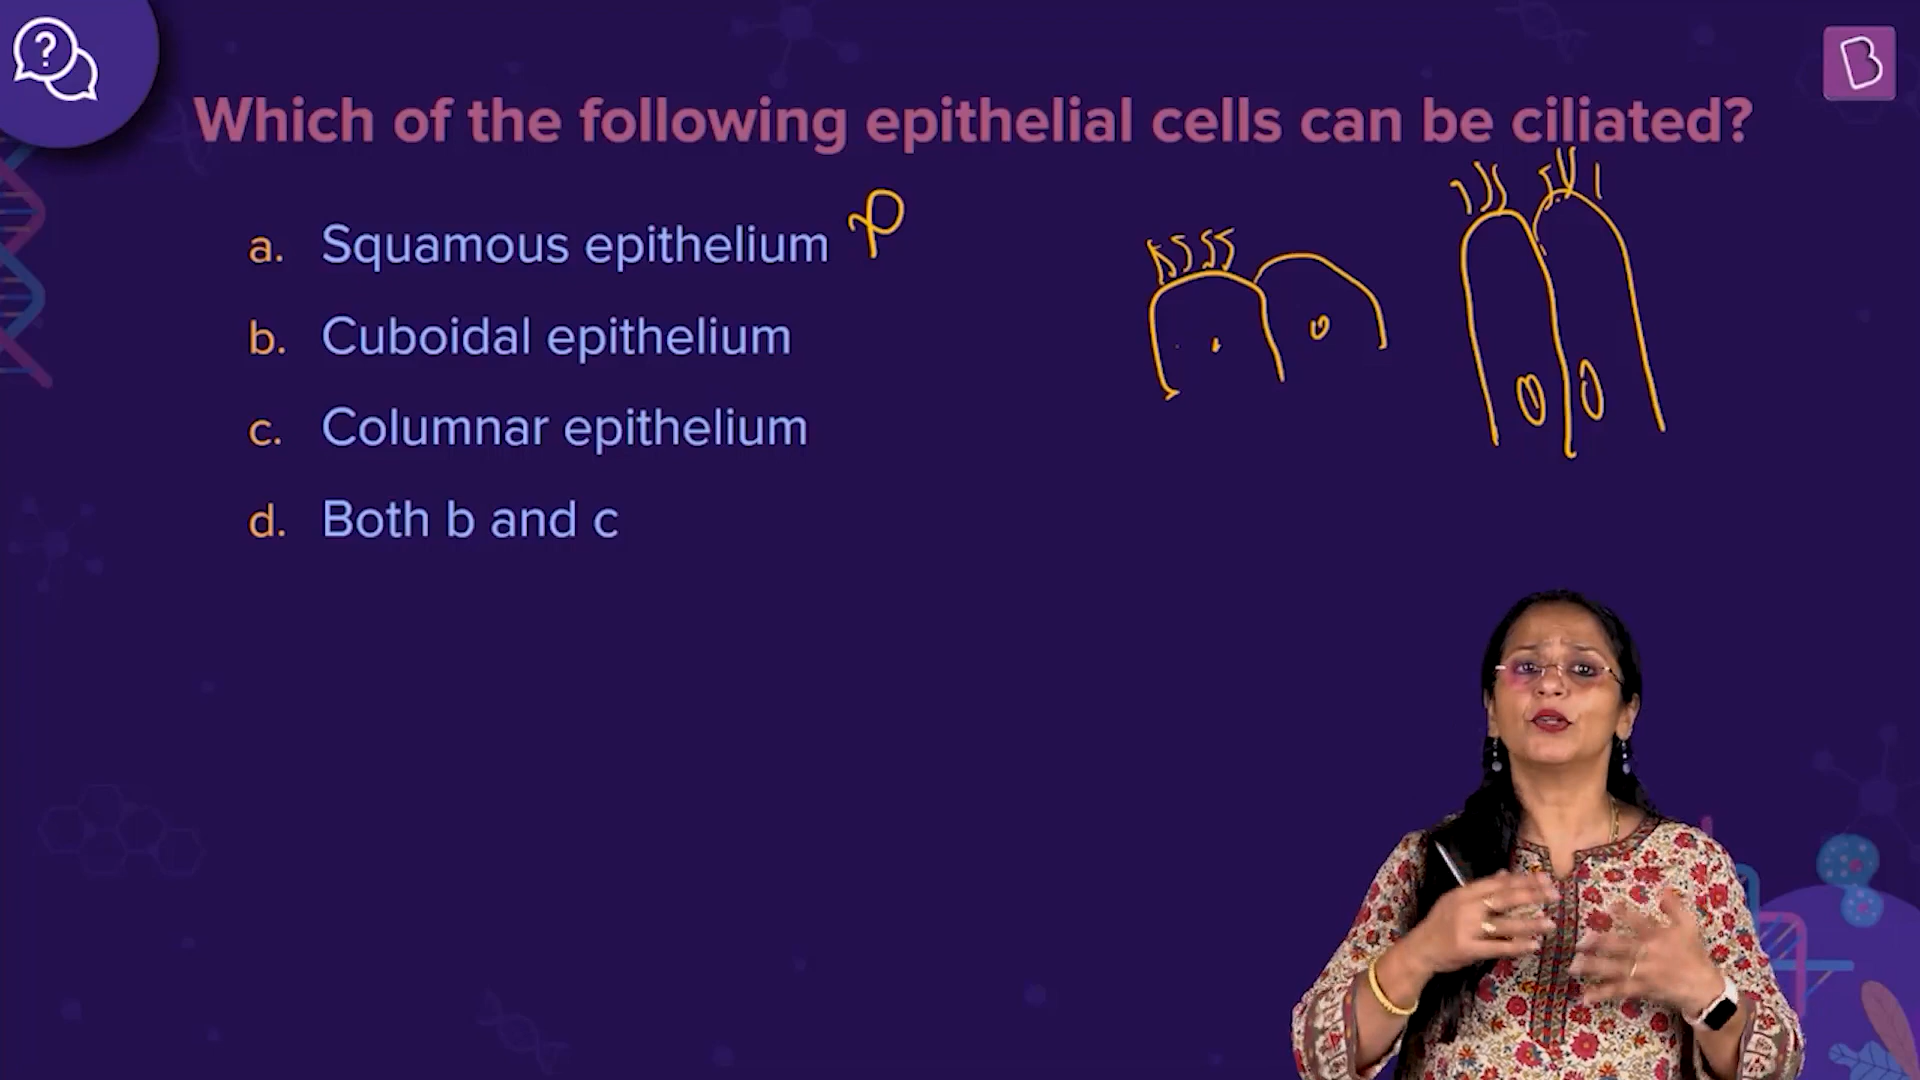 Which of the following epithelial cells can be ciliated?
a. Squamous epithelium
b. Cuboidal epithelium
c. Columnar epithelium
d. Both b and c